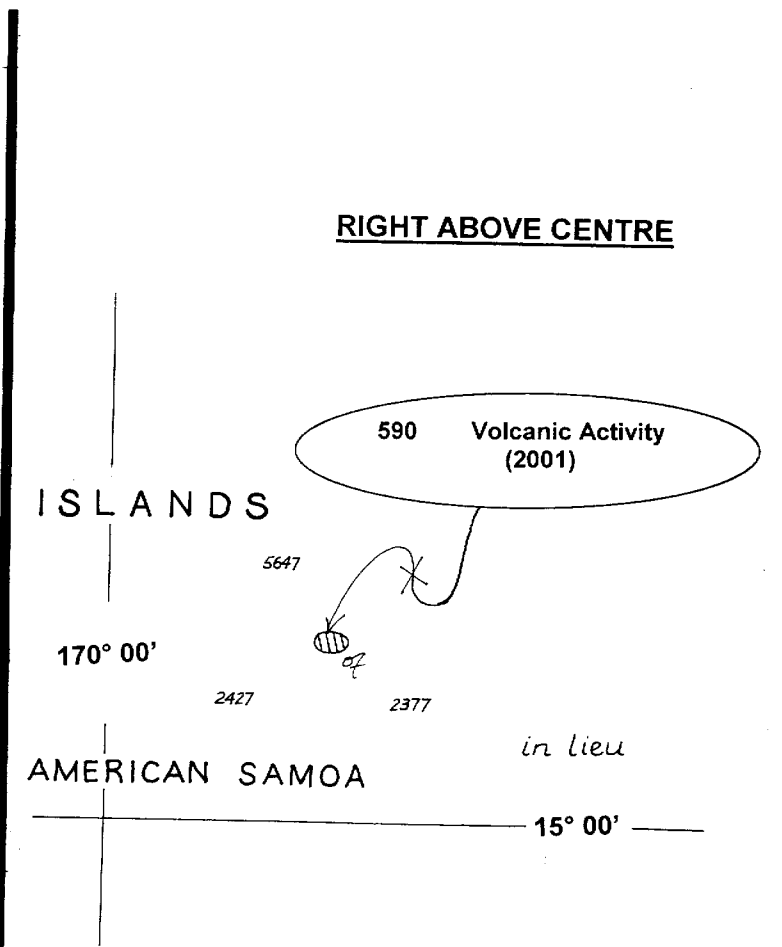 RIGHT ABOVE CENTRE
590 Volcanic Activity
(2001)
ISLANDS
5647
170° 00'
of
2427
2377
in lieu
AMERICAN SAMOA
15° 00'